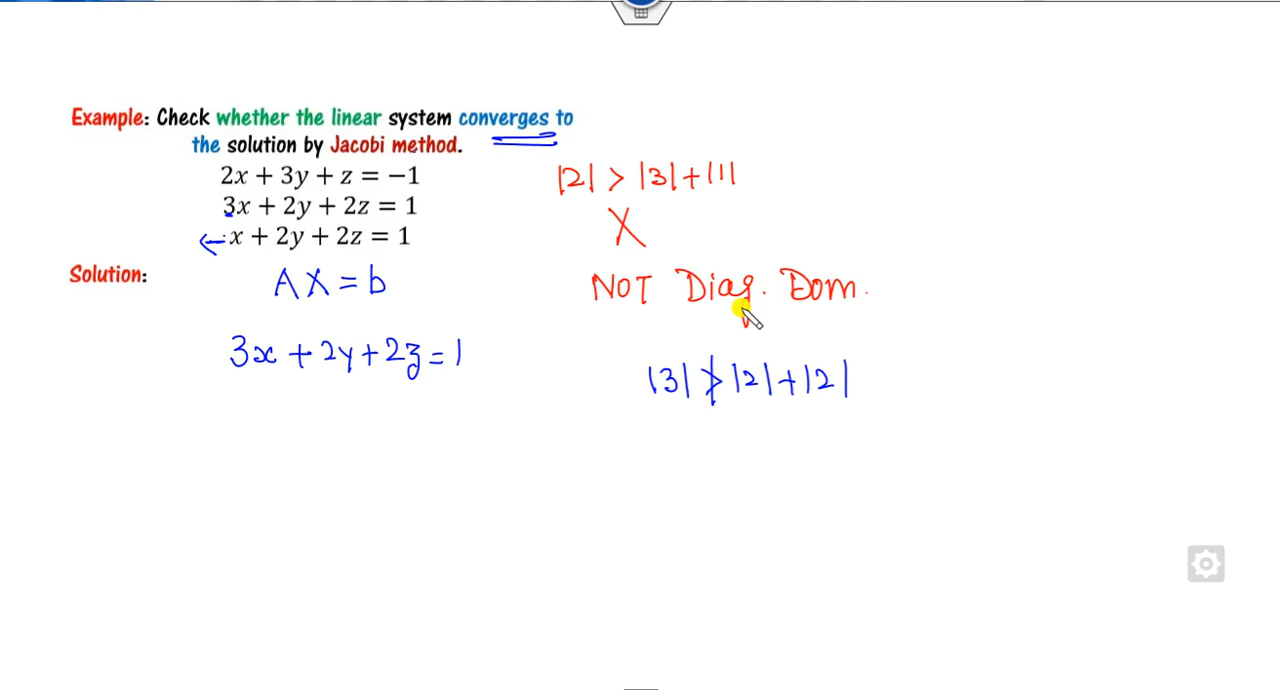 Example: Check whether the linear system converges to
the solution by Jacobi method.
2x + 3y + z = −1
3x + 2y + 2z = 1
x + 2y + 2z = 1
|2| > |3| + |1|
X
Solution:
AX = b
NOT Diag. Dom.
3x + 2y + 2z = 1
|3| ≯ |2| + |2|